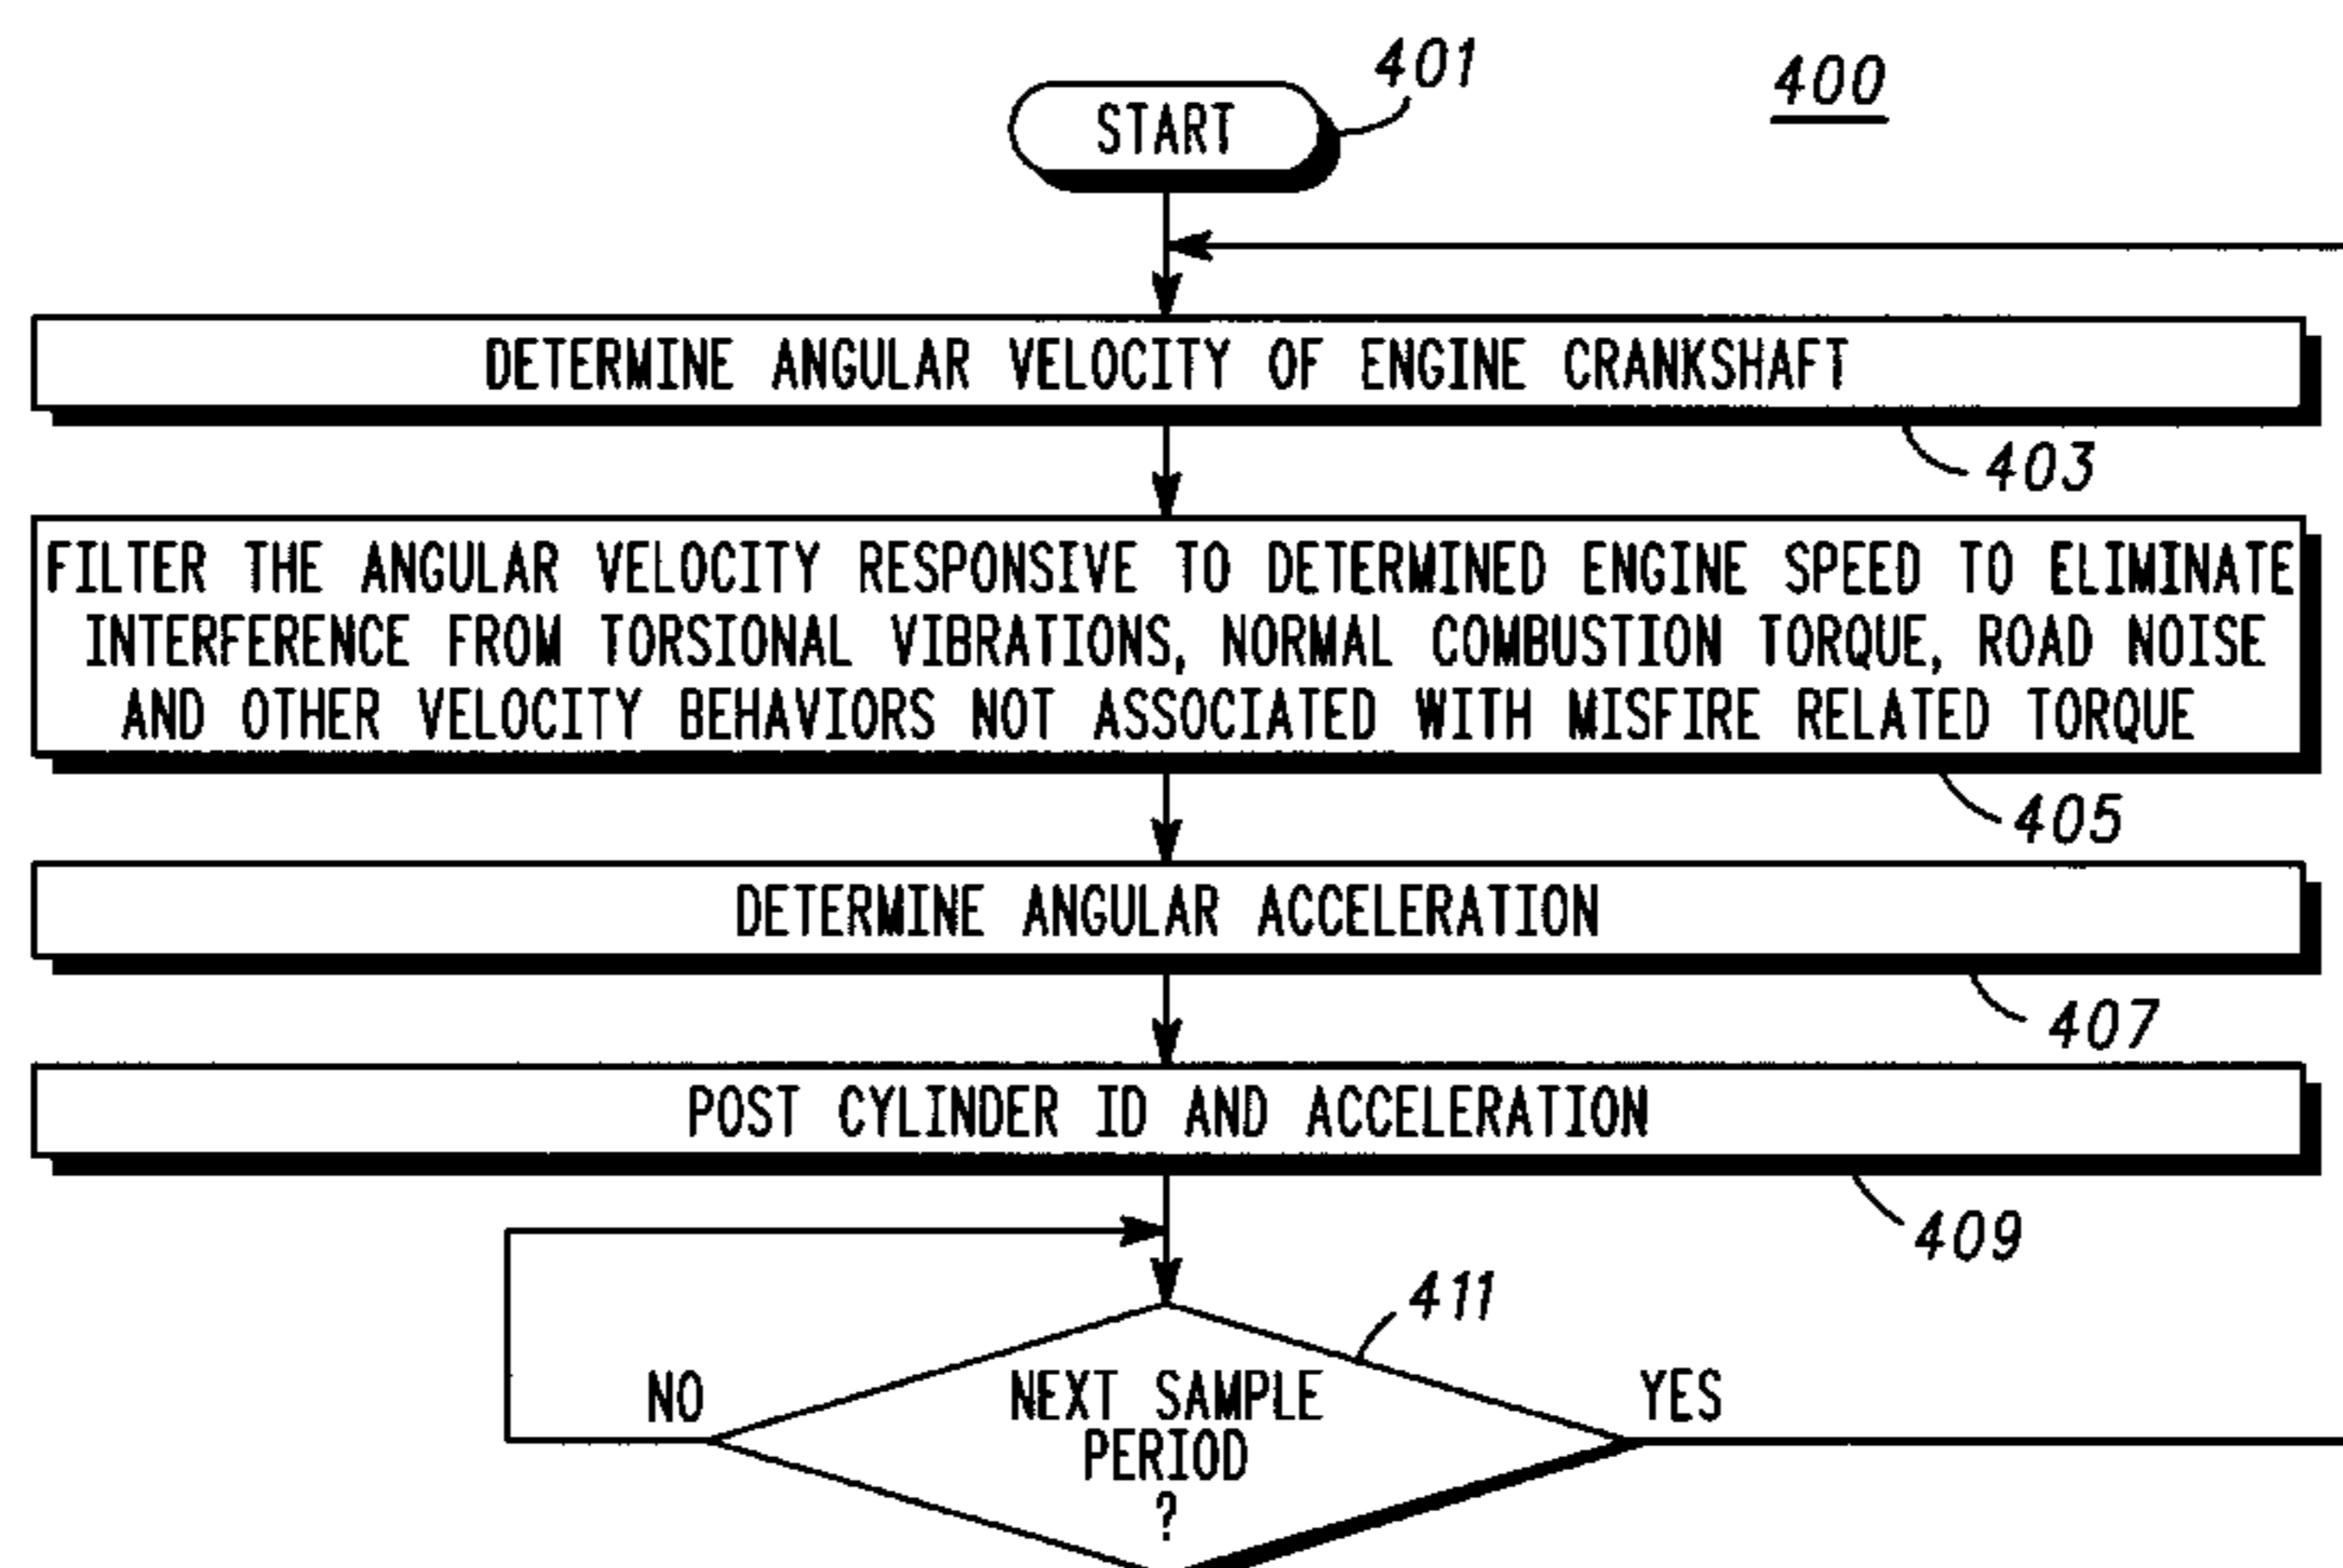 401
400
START
DETERMINE ANGULAR VELOCITY OF ENGINE CRANKSHAFT
403
FILTER THE ANGULAR VELOCITY RESPONSIVE TO DETERMINED ENGINE SPEED TO ELIMINATE
INTERFERENCE FROM TORSIONAL VIBRATIONS, NORMAL COMBUSTION TORQUE, ROAD NOISE
AND OTHER VELOCITY BEHAVIORS NOT ASSOCIATED WITH MISFIRE RELATED TORQUE
405
DETERMINE ANGULAR ACCELERATION
407
POST CYLINDER ID AND ACCELERATION
409
411
NO
NEXT SAMPLE
PERIOD
?
YES